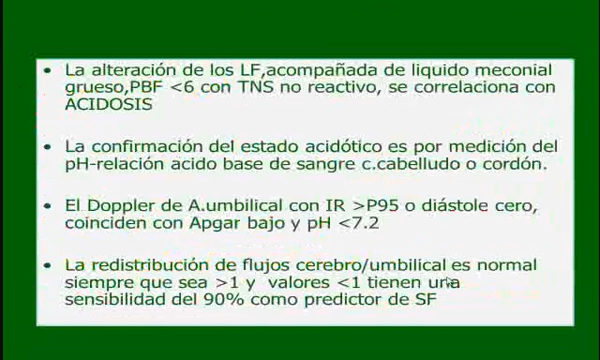 • La alteración de los LF,acompañada de liquido meconial
grueso,PBF <6 con TNS no reactivo, se correlaciona con
ACIDOSIS
• La confirmación del estado acidótico es por medición del
pH-relación acido base de sangre c.cabelludo o cordón.
• El Doppler de A.umbilical con IR >P95 o diástole cero,
coinciden con Apgar bajo y pH <7.2
• La redistribución de flujos cerebro/umbilical es normal
siempre que sea >1 y valores <1 tienen una
sensibilidad del 90% como predictor de SF